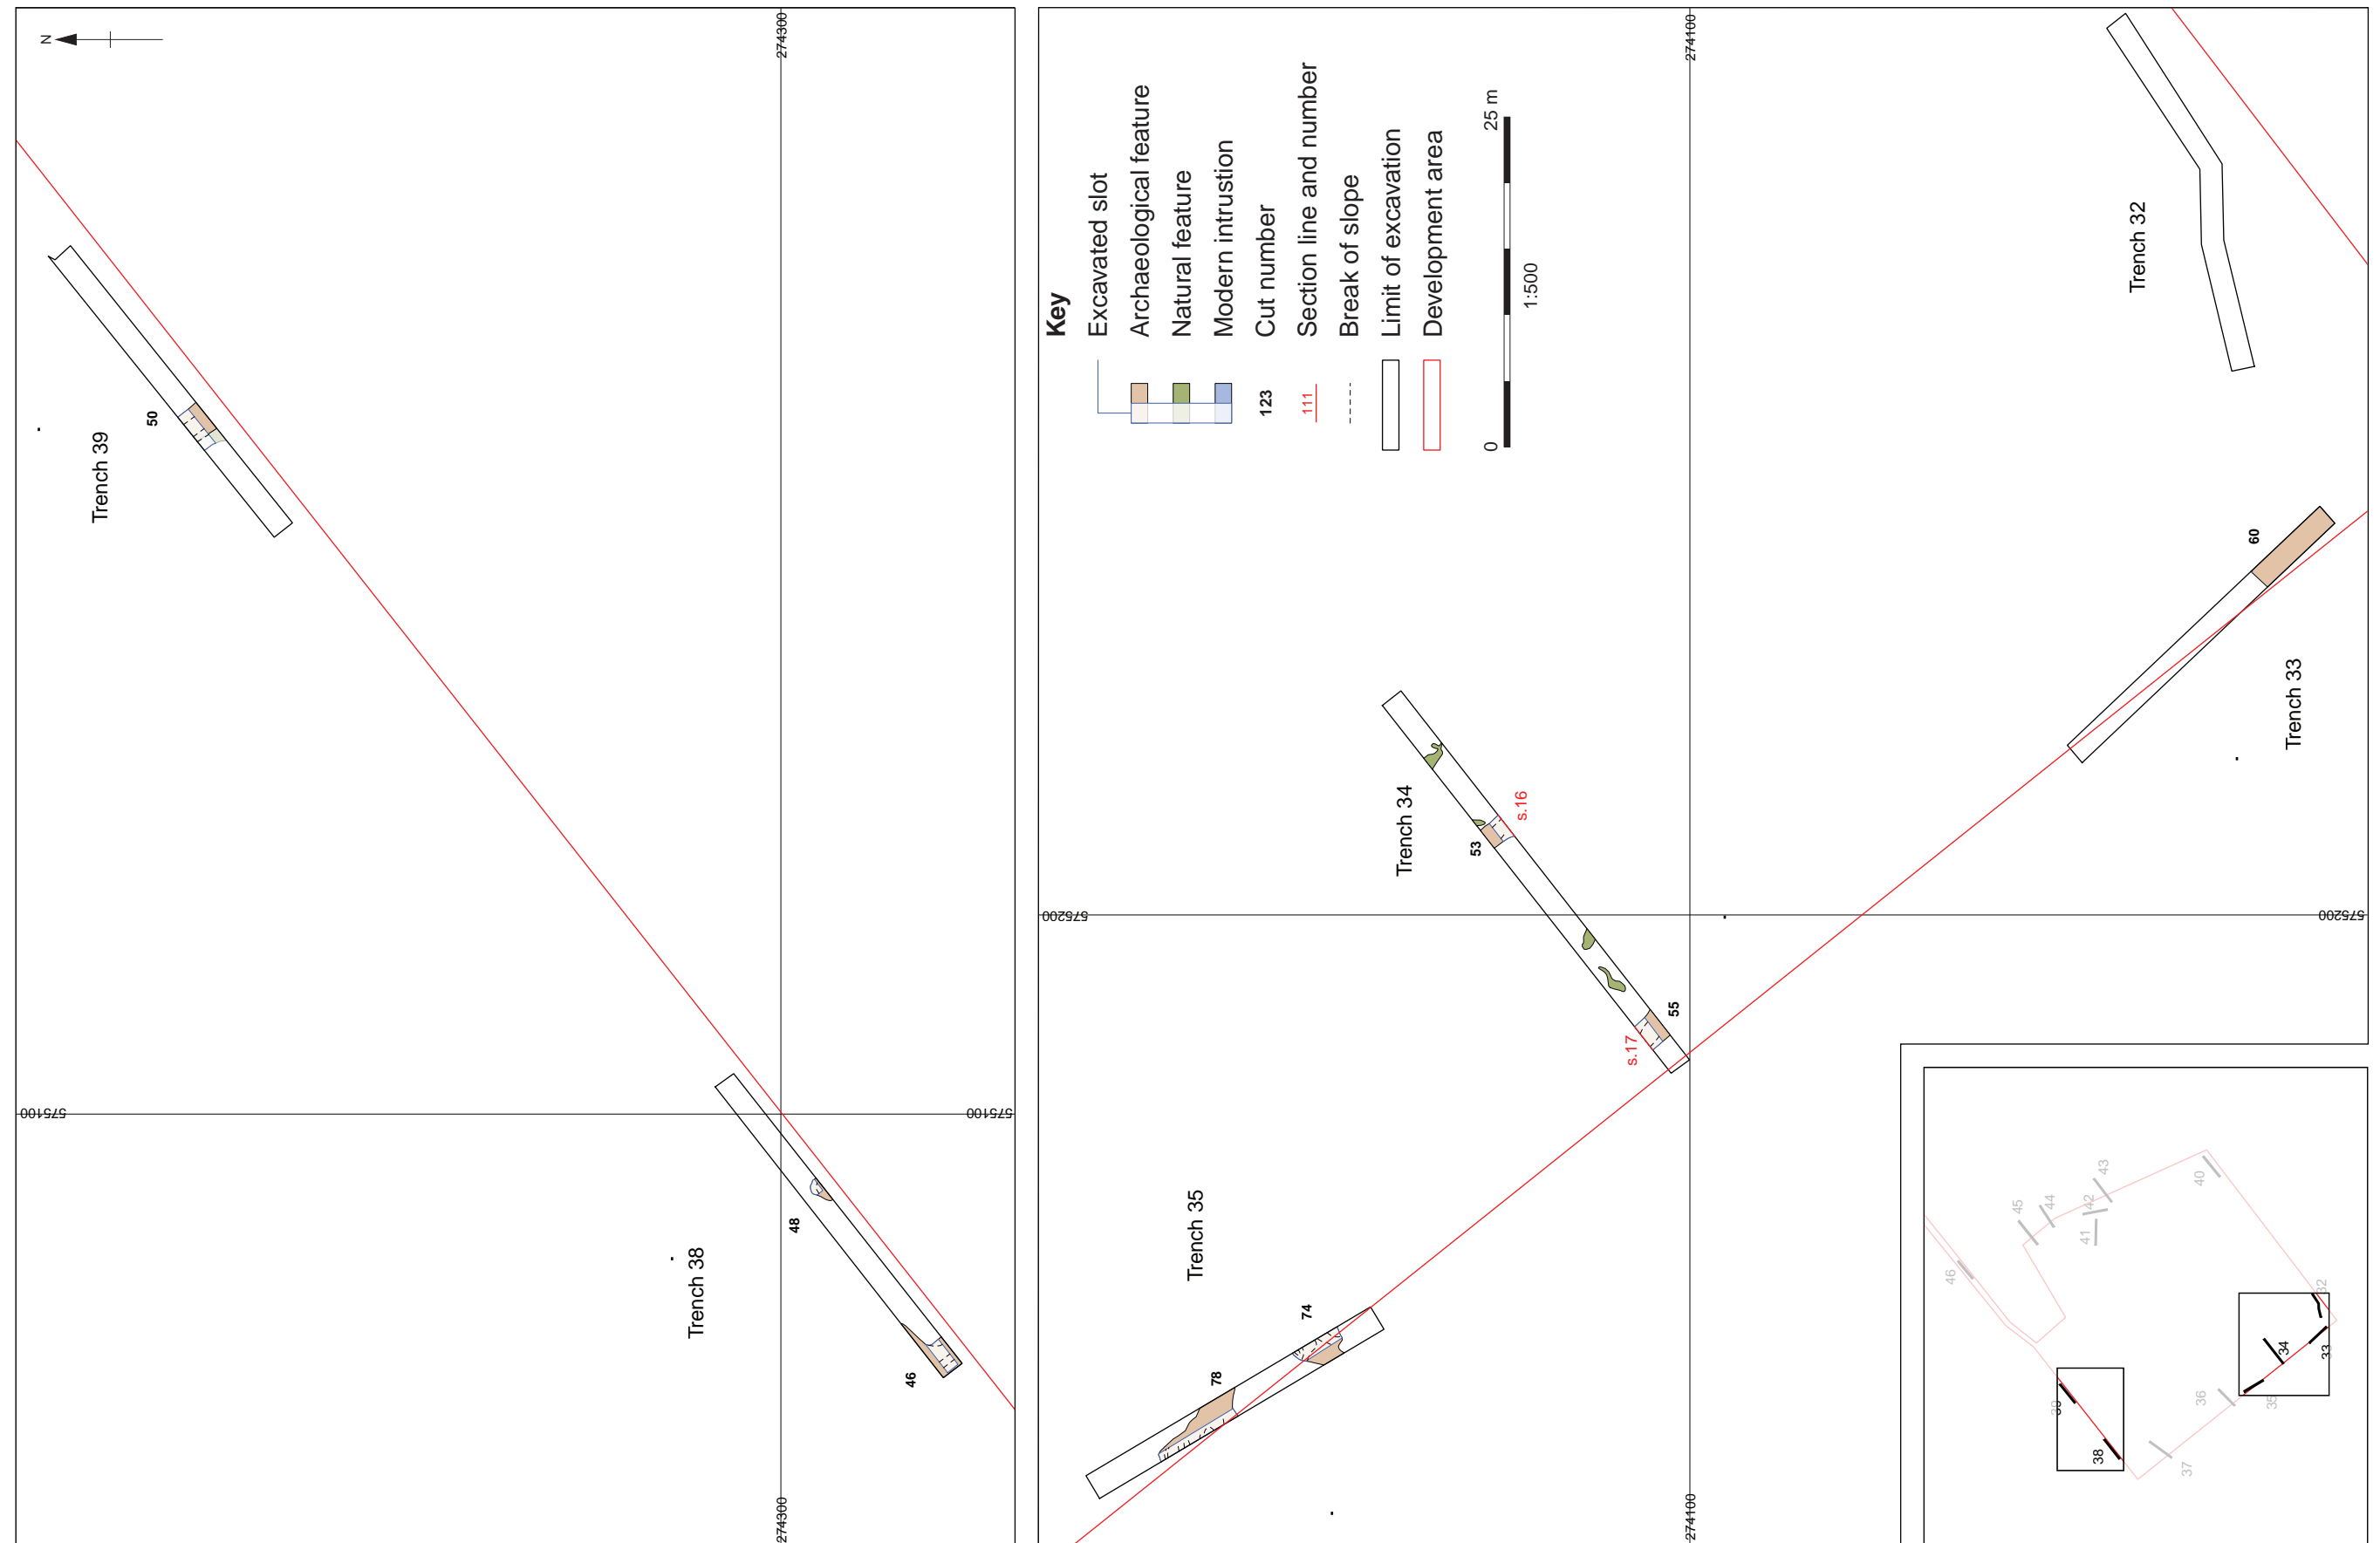 N
274300
Trench 39
50
575100
575100
Trench 38
48
46
274300
274100
Key
Excavated slot
Archaeological feature
Natural feature
Modern intrustion
123
Cut number
111
Section line and number
Break of slope
Limit of excavation
Development area
0
25 m
1:500
Trench 32
60
Trench 33
Trench 34
53
s.16
575200
575200
55
s.17
Trench 35
74
78
274100
46
45
44
43
42
41
40
39
38
37
36
35
34
33
32